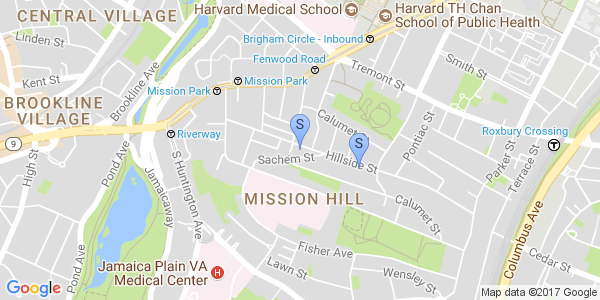 CENTRAL VILLAGE
Linden St
Harvard Medical School
Harvard TH Chan
School of Public Health
Brigham Circle - Inbound
Fenwood Road
Tremont St
Smith St
Kent St
Brookline Ave
Mission Park
Mission Park
BROOKLINE
VILLAGE
Riverway
Calumet St
Pontiac St
Roxbury Crossing
T
9
High St
Pond Ave
Jamaicaway
S Huntington Ave
S
S
Sachem St
Hillside St
Parker St
Terrace St
MISSION HILL
Calumet St
Columbus Ave
Pond Ave
Fisher Ave
Jamaica Plain VA
Medical Center
H
Lawn St
Wensley St
Cedar St
Google
Map data ©2017 Google